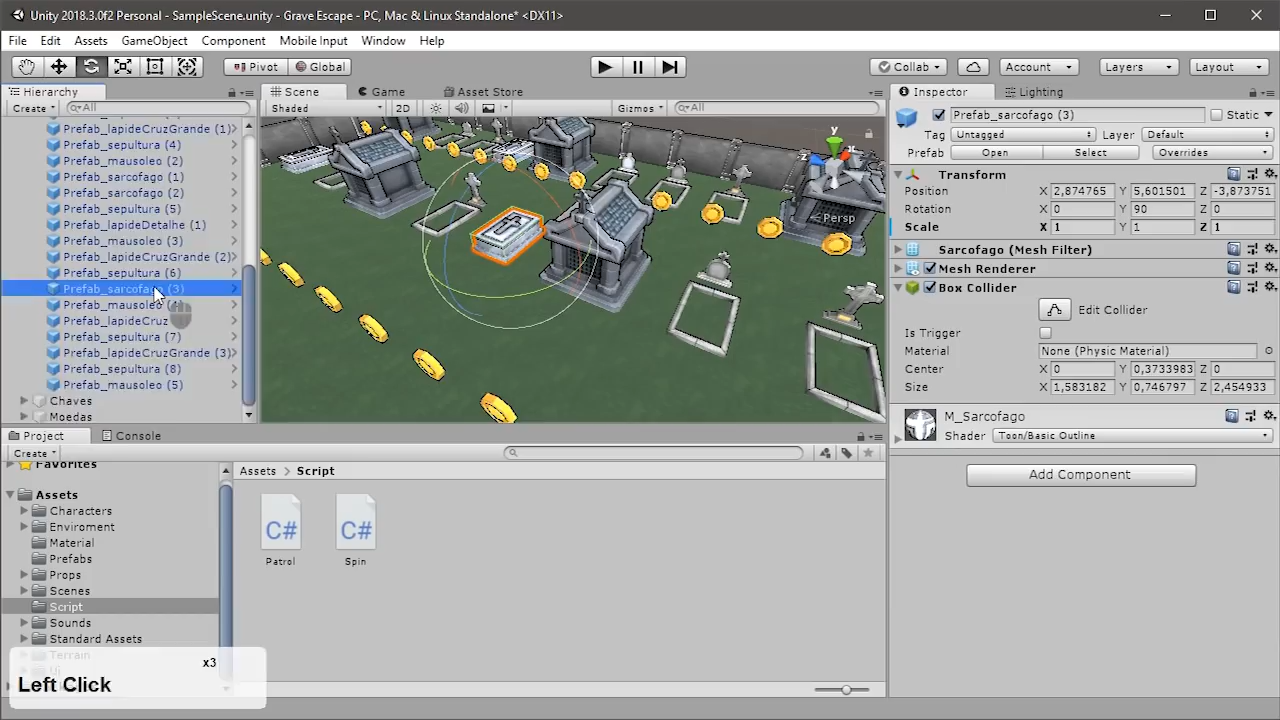 Unity 2018.3.0f2 Personal - SampleScene.unity - Grave Escape - PC, Mac & Linux Standalone* <DX11>
File Edit Assets GameObject Component Mobile Input Window Help
Pivot Global Collab Account Layers Layout
Hierarchy
Create All
Prefab_lapideCruzGrande (1)
Prefab_sepultura (4)
Prefab_mausoleo (2)
Prefab_sarcofago (1)
Prefab_sarcofago (2)
Prefab_sepultura (5)
Prefab_lapideDetalhe (1)
Prefab_mausoleo (3)
Prefab_lapideCruzGrande (2)
Prefab_sepultura (6)
Prefab_sarcofago (3)
Prefab_mausoleo
Prefab_lapideCruz
Prefab_sepultura (7)
Prefab_lapideCruzGrande (3)
Prefab_sepultura (8)
Prefab_mausoleo (5)
Chaves
Moedas
Scene Game Asset Store
Shaded 2D Gizmos All
y
x
z
Persp
Inspector Lighting
Prefab_sarcofago (3) Static
Tag Untagged Layer Default
Prefab Open Select Overrides
Transform
Position X 2,874765 Y 5,601501 Z -3,873751
Rotation X 0 Y 90 Z 0
Scale X 1 Y 1 Z 1
Sarcofago (Mesh Filter)
Mesh Renderer
Box Collider
Edit Collider
Is Trigger
Material None (Physic Material)
Center X 0 Y 0,3733983 Z 0
Size X 1,583182 Y 0,746797 Z 2,454933
M_Sarcofago
Shader Toon/Basic Outline
Add Component
Project Console
Create
Favorites
Assets
Characters
Enviroment
Material
Prefabs
Props
Scenes
Script
Sounds
Standard Assets
Terrain
Assets > Script
C# C#
Patrol Spin
x3
Left Click